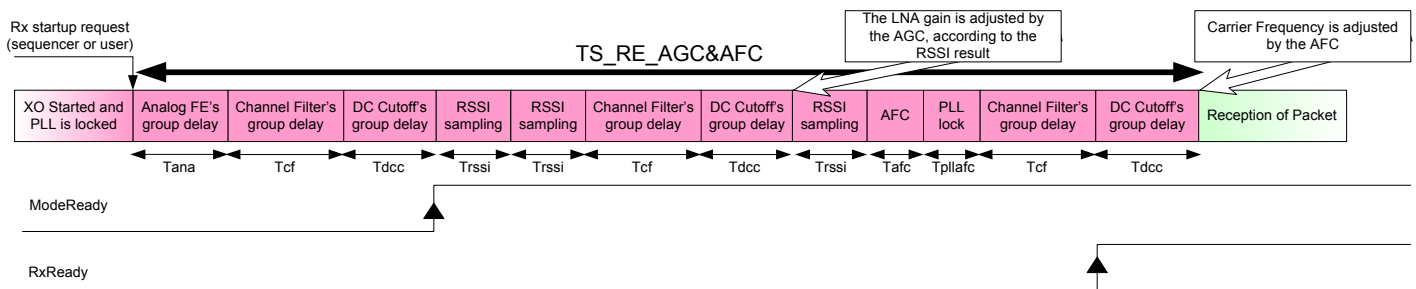 Rx startup request
(sequencer or user)
The LNA gain is adjusted by
the AGC, according to the
RSSI result
Carrier Frequency is adjusted
by the AFC
TS_RE_AGC&AFC
XO Started and
PLL is locked
Analog FE's
group delay
Channel Filter's
group delay
DC Cutoff's
group delay
RSSI
sampling
RSSI
sampling
Channel Filter's
group delay
DC Cutoff's
group delay
RSSI
sampling
AFC
PLL
lock
Channel Filter's
group delay
DC Cutoff's
group delay
Reception of Packet
Tana
Tcf
Tdcc
Trssi
Trssi
Tcf
Tdcc
Trssi
Tafc
Tpllafc
Tcf
Tdcc
ModeReady
RxReady